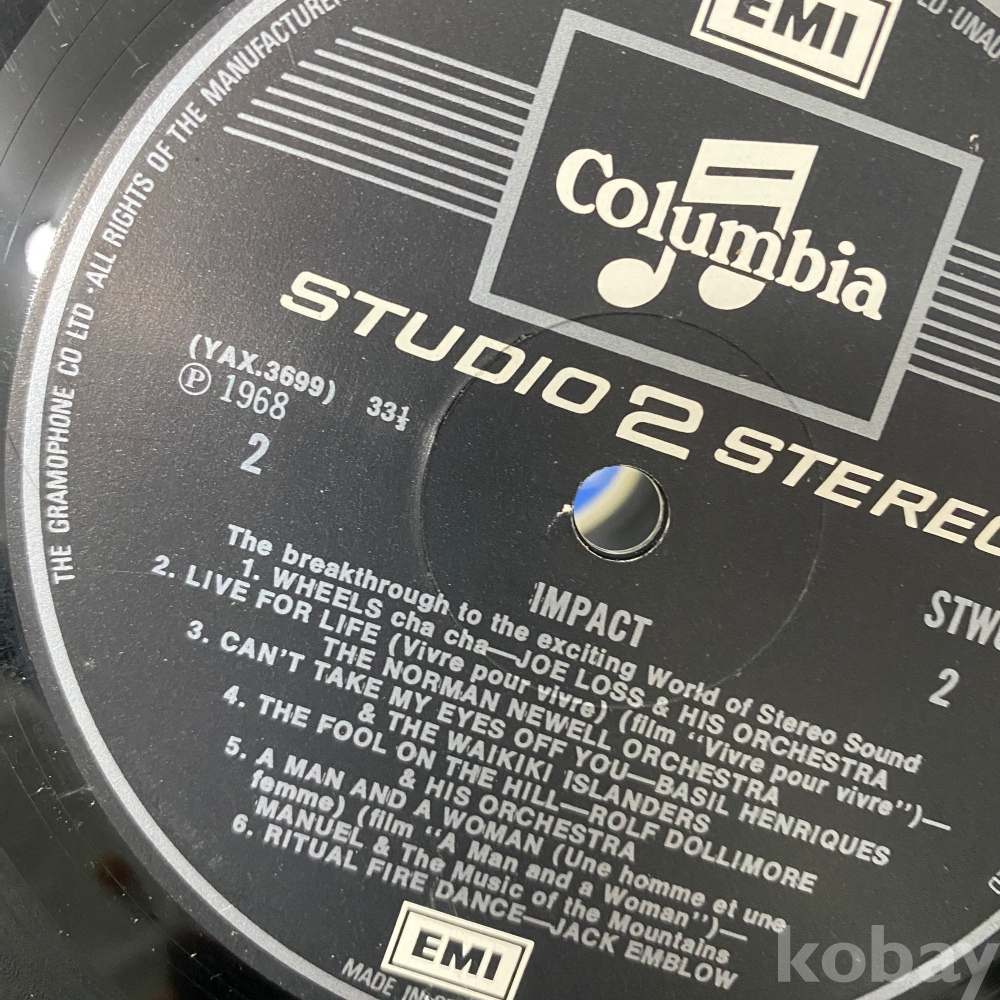 EMI
THE GRAMOPHONE CO LTD · ALL RIGHTS OF THE MANUFACTURER
Columbia
STUDIO 2 STEREO
(YAX.3699)
Ⓟ 1968
33⅓
2
IMPACT
STWO
2
The breakthrough to the exciting World of Stereo Sound
1. WHEELS cha cha—JOE LOSS & HIS ORCHESTRA
2. LIVE FOR LIFE (Vivre pour vivre) (film "Vivre pour vivre")—
THE NORMAN NEWELL ORCHESTRA
3. CAN'T TAKE MY EYES OFF YOU—BASIL HENRIQUES
& THE WAIKIKI ISLANDERS
4. THE FOOL ON THE HILL—ROLF DOLLIMORE
& HIS ORCHESTRA
5. A MAN AND A WOMAN (Une homme et une
femme) (film "A Man and a Woman")—
MANUEL & The Music of the Mountains
6. RITUAL FIRE DANCE—JACK EMBLOW
EMI
MADE IN
kobay